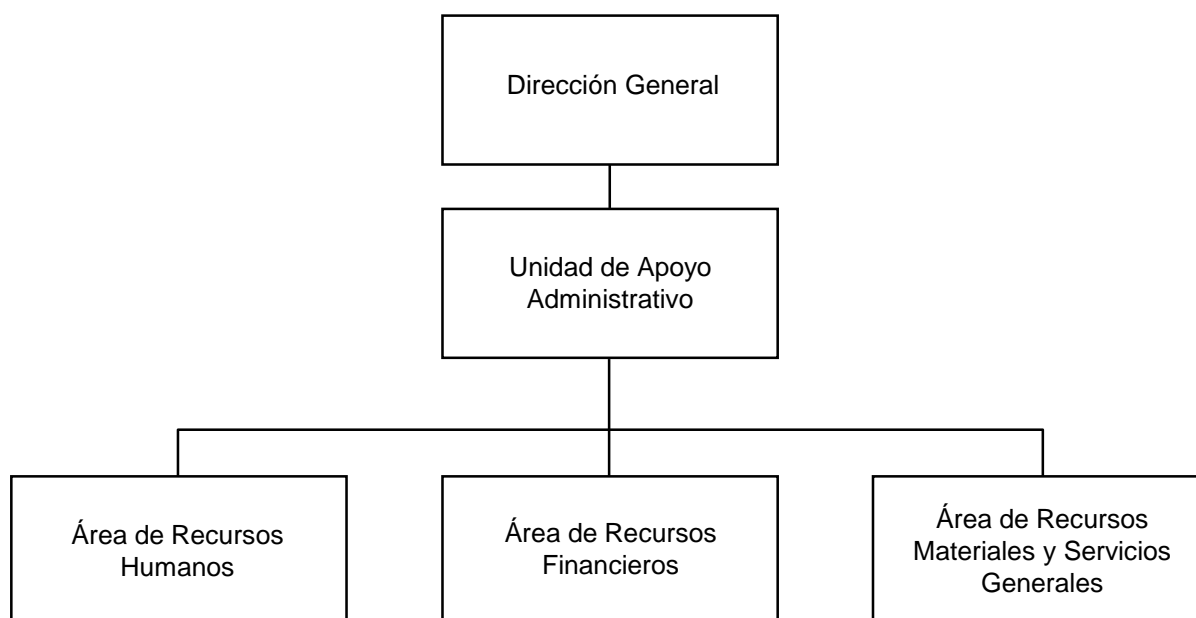 Dirección General
Unidad de Apoyo
Administrativo
Área de Recursos
Humanos
Área de Recursos
Financieros
Área de Recursos
Materiales y Servicios
Generales